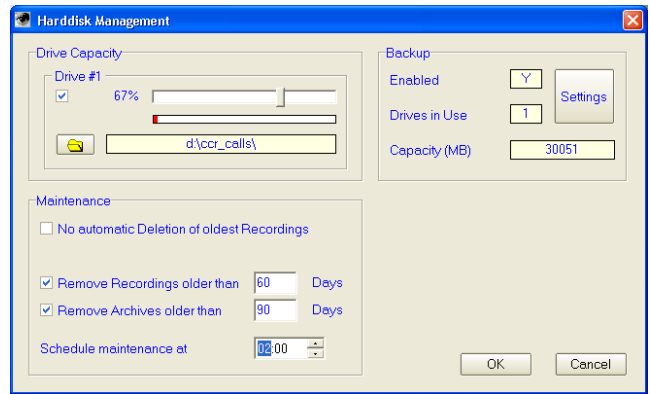 Harddisk Management
Drive Capacity
Drive #1
67%
d:\ccr_calls\
Backup
Enabled Y
Settings
Drives in Use 1
Capacity (MB) 30051
Maintenance
No automatic Deletion of oldest Recordings
Remove Recordings older than 60 Days
Remove Archives older than 90 Days
Schedule maintenance at 02:00
OK Cancel